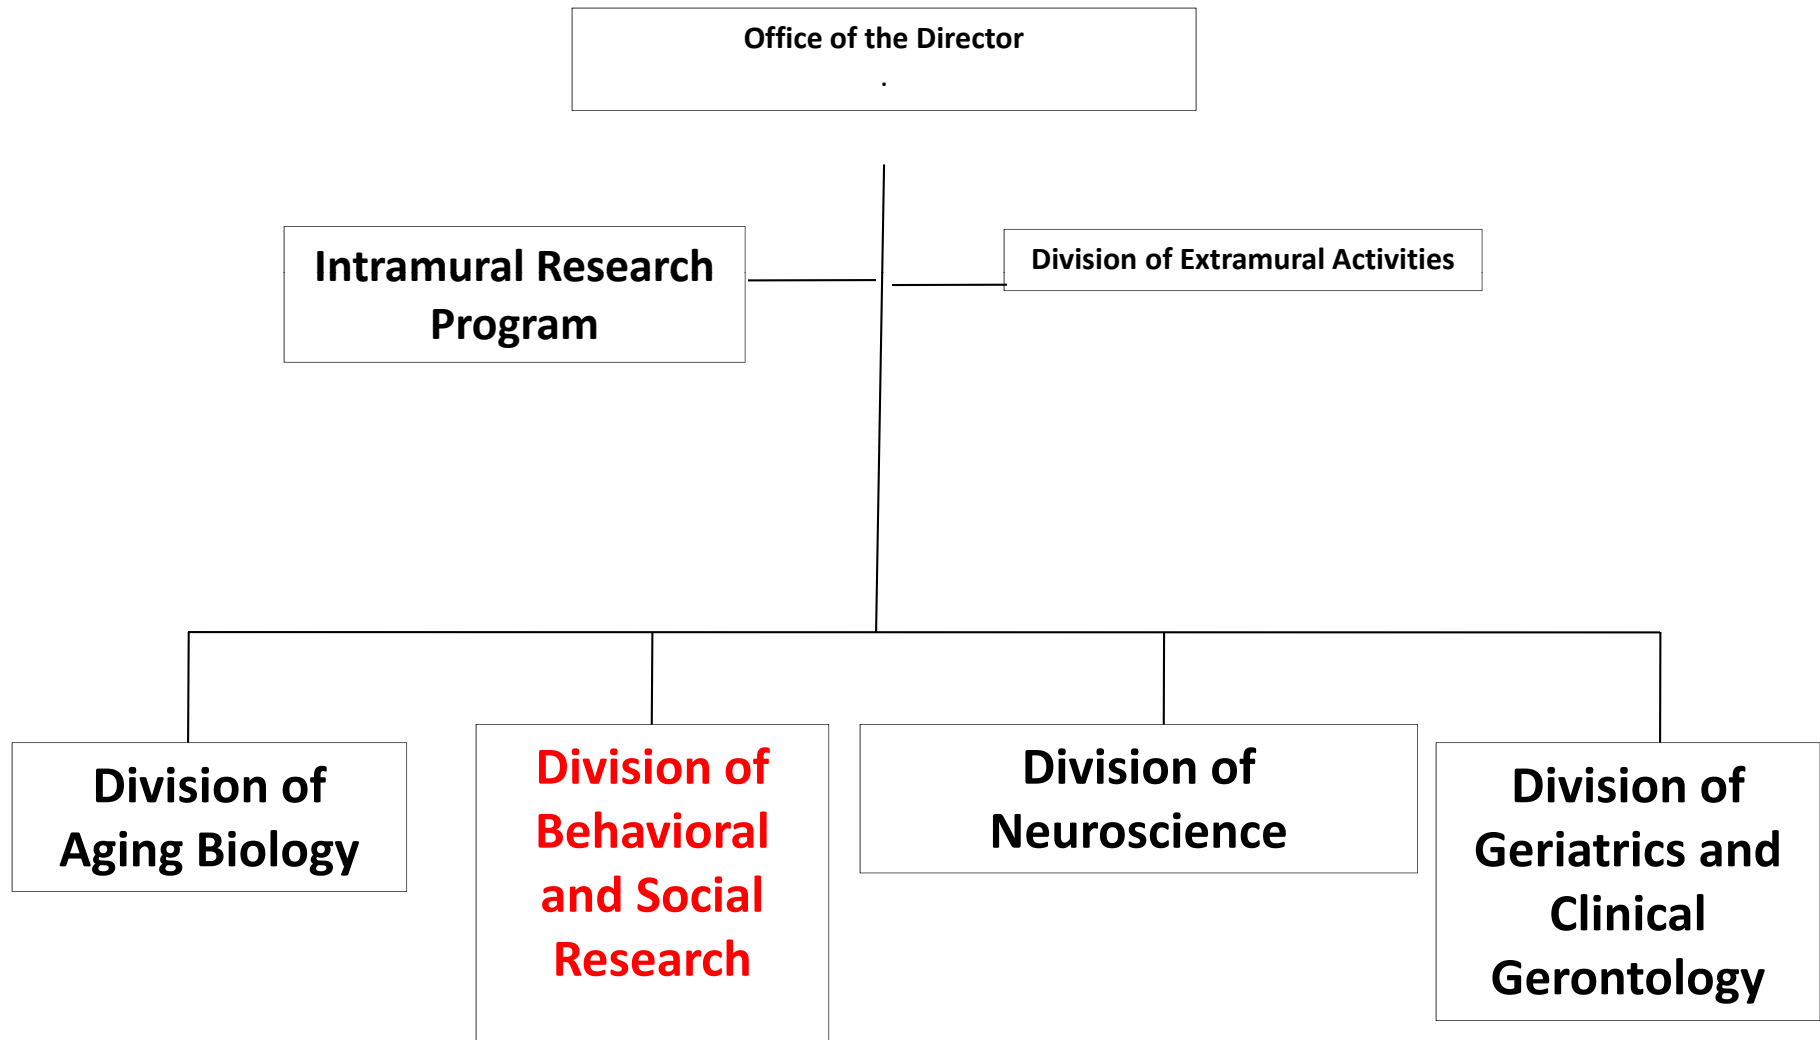 Office of the Director
.
Intramural Research
Program
Division of Extramural Activities
Division of
Aging Biology
Division of
Behavioral
and Social
Research
Division of
Neuroscience
Division of
Geriatrics and
Clinical
Gerontology